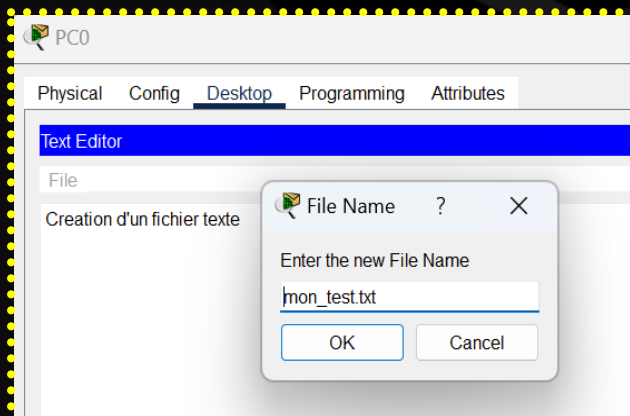 PC0
Physical Config Desktop Programming Attributes
Text Editor
File
Creation d'un fichier texte
File Name ?
Enter the new File Name
mon_test.txt
OK Cancel